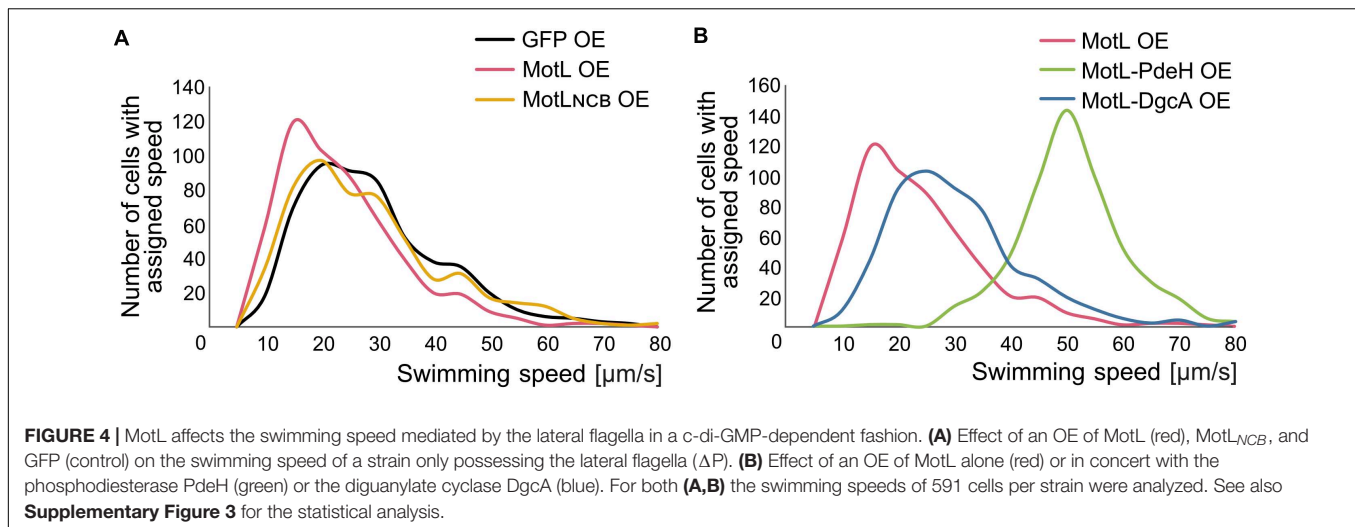 A
GFP OE
MotL OE
MotLNCB OE
Number of cells with
assigned speed
140
120
100
80
60
40
20
0
10 20 30 40 50 60 70 80
Swimming speed [µm/s]
B
MotL OE
MotL-PdeH OE
MotL-DgcA OE
Number of cells with
assigned speed
160
140
120
100
80
60
40
20
0
10 20 30 40 50 60 70 80
Swimming speed [µm/s]
FIGURE 4 | MotL affects the swimming speed mediated by the lateral flagella in a c-di-GMP-dependent fashion. (A) Effect of an OE of MotL (red), MotLNCB, and
GFP (control) on the swimming speed of a strain only possessing the lateral flagella (ΔP). (B) Effect of an OE of MotL alone (red) or in concert with the
phosphodiesterase PdeH (green) or the diguanylate cyclase DgcA (blue). For both (A,B) the swimming speeds of 591 cells per strain were analyzed. See also
Supplementary Figure 3 for the statistical analysis.